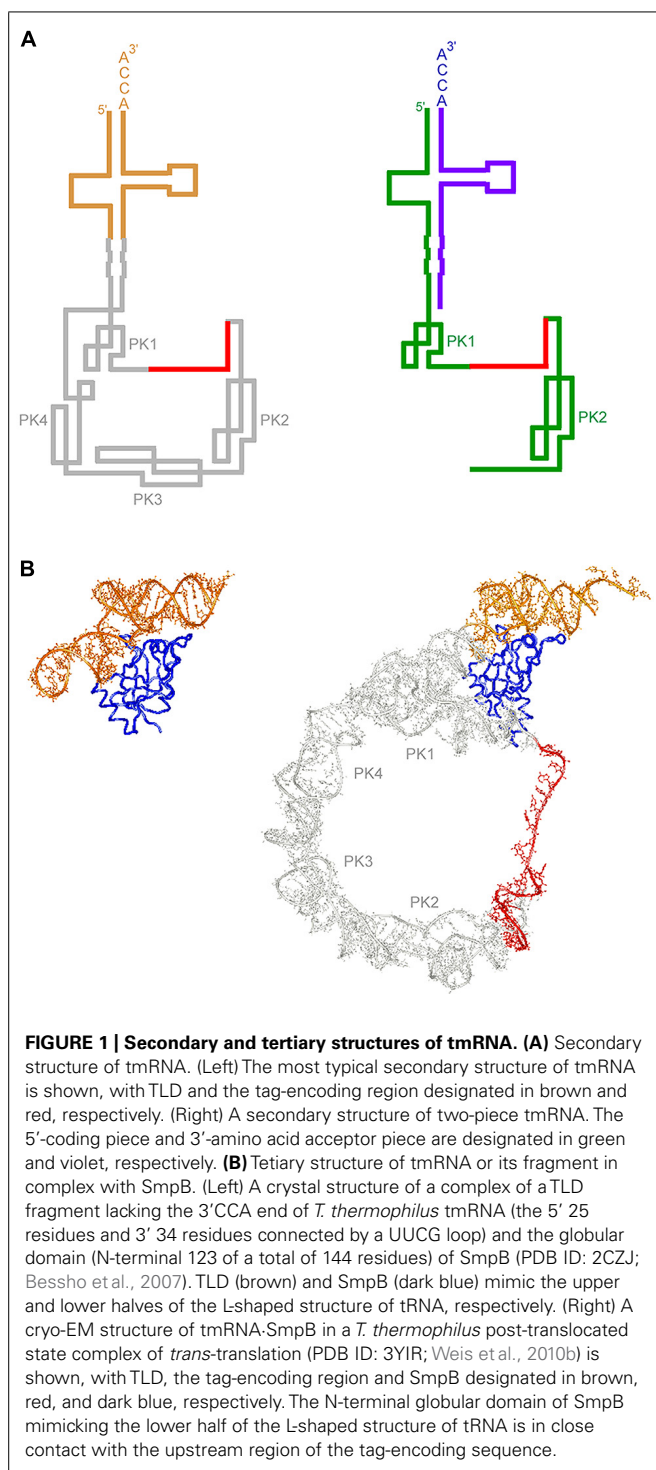 A
3'
A
C
C
A
5'
PK1
PK4
PK2
PK3
3'
A
C
C
A
5'
PK1
PK2
B
PK1
PK4
PK3
PK2
FIGURE 1 | Secondary and tertiary structures of tmRNA. (A) Secondary
structure of tmRNA. (Left) The most typical secondary structure of tmRNA
is shown, with TLD and the tag-encoding region designated in brown and
red, respectively. (Right) A secondary structure of two-piece tmRNA. The
5'-coding piece and 3'-amino acid acceptor piece are designated in green
and violet, respectively. (B) Tetiary structure of tmRNA or its fragment in
complex with SmpB. (Left) A crystal structure of a complex of a TLD
fragment lacking the 3'CCA end of T. thermophilus tmRNA (the 5' 25
residues and 3' 34 residues connected by a UUCG loop) and the globular
domain (N-terminal 123 of a total of 144 residues) of SmpB (PDB ID: 2CZJ;
Bessho et al., 2007). TLD (brown) and SmpB (dark blue) mimic the upper
and lower halves of the L-shaped structure of tRNA, respectively. (Right) A
cryo-EM structure of tmRNA·SmpB in a T. thermophilus post-translocated
state complex of trans-translation (PDB ID: 3YIR; Weis et al., 2010b) is
shown, with TLD, the tag-encoding region and SmpB designated in brown,
red, and dark blue, respectively. The N-terminal globular domain of SmpB
mimicking the lower half of the L-shaped structure of tRNA is in close
contact with the upstream region of the tag-encoding sequence.